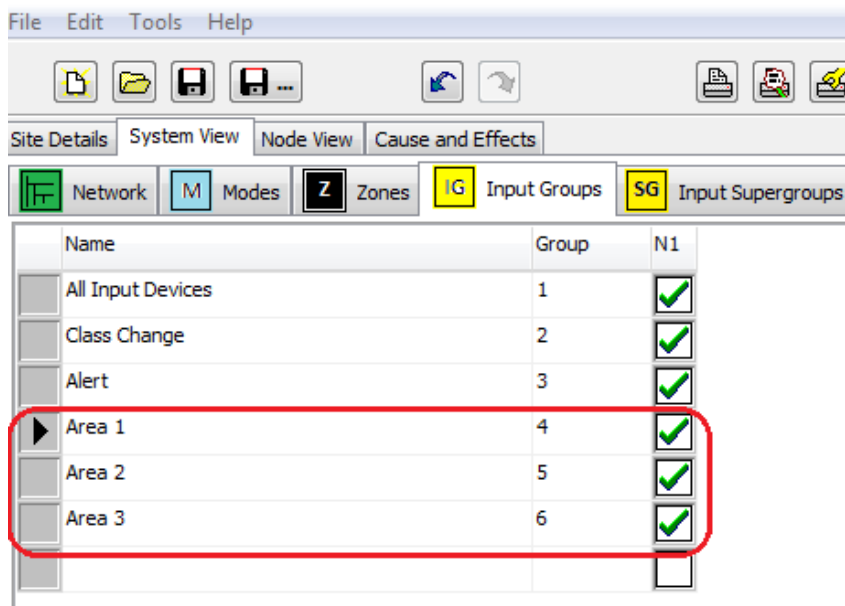 File Edit Tools Help
...
Site Details System View Node View Cause and Effects
M Modes Z Zones IG Input Groups SG Input Supergroups
Network
Name Group N1
All Input Devices 1
Class Change 2
Alert 3
Area 1 4
Area 2 5
Area 3 6